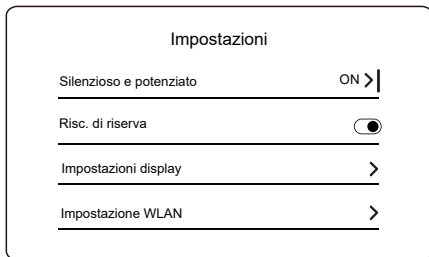 Impostazioni
Silenzioso e potenziato ON
Risc. di riserva
Impostazioni display
Impostazione WLAN